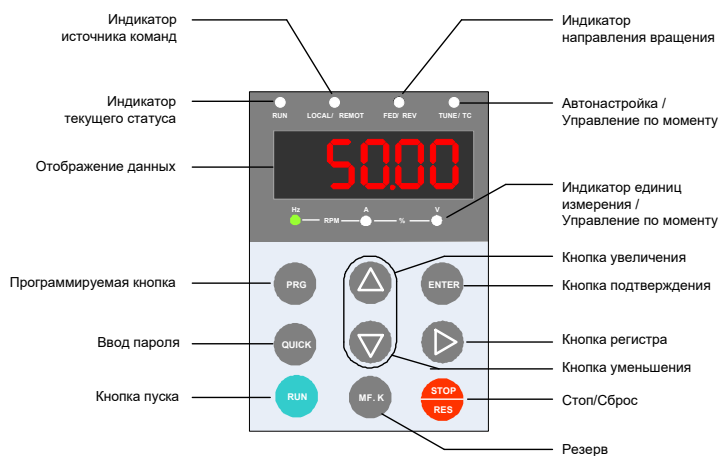 Индикатор
источника команд
Индикатор
направления вращения
Индикатор
текущего статуса
Автонастройка /
Управление по моменту
RUN
LOCAL/ REMOT
FED/ REV
TUNE/ TC
Отображение данных
50.00
Индикатор единиц
измерения /
Управление по моменту
Hz
RPM
A
%
V
Кнопка увеличения
Программируемая кнопка
PRG
ENTER
Кнопка подтверждения
Ввод пароля
QUICK
Кнопка регистра
Кнопка уменьшения
Кнопка пуска
RUN
MF.K
STOP
RES
Стоп/Сброс
Резерв